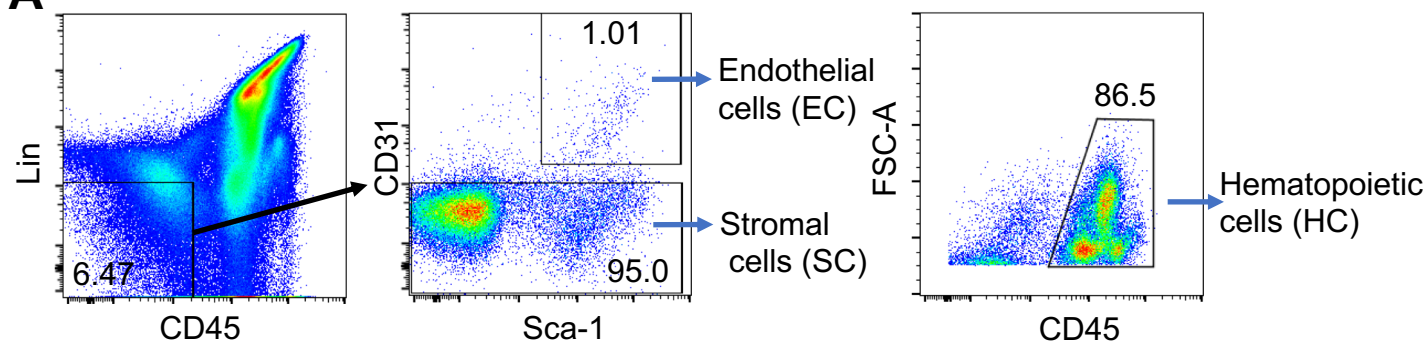 A
Lin
6.47
CD45
CD31
1.01
95.0
Sca-1
Endothelial
cells (EC)
Stromal
cells (SC)
FSC-A
86.5
CD45
Hematopoietic
cells (HC)